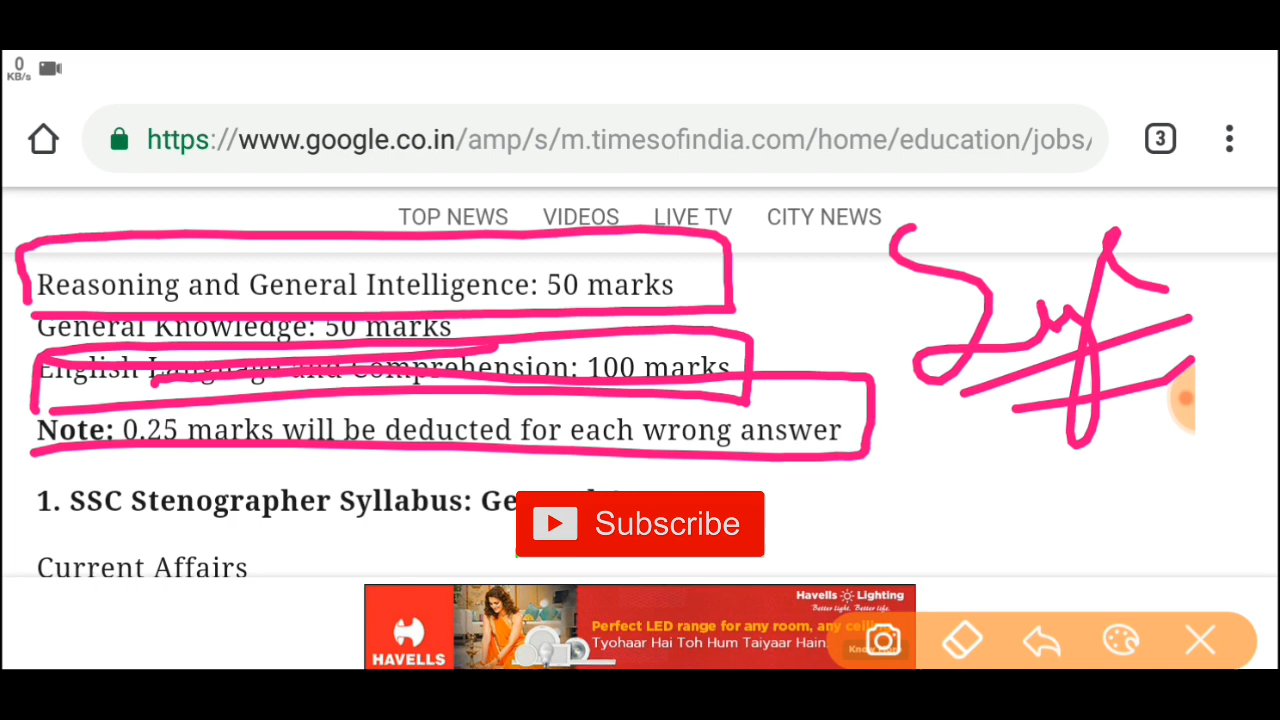 0
KB/s
https://www.google.co.in/amp/s/m.timesofindia.com/home/education/jobs/
3
TOP NEWS VIDEOS LIVE TV CITY NEWS
Reasoning and General Intelligence: 50 marks
General Knowledge: 50 marks
English Language and Comprehension: 100 marks
Note: 0.25 marks will be deducted for each wrong answer
1. SSC Stenographer Syllabus:
Subscribe
Current Affairs
Havells Lighting
Better light. Better life.
Perfect LED range for any room, any
Tyohaar Hai Toh Hum Taiyaar Hain.
HAVELLS